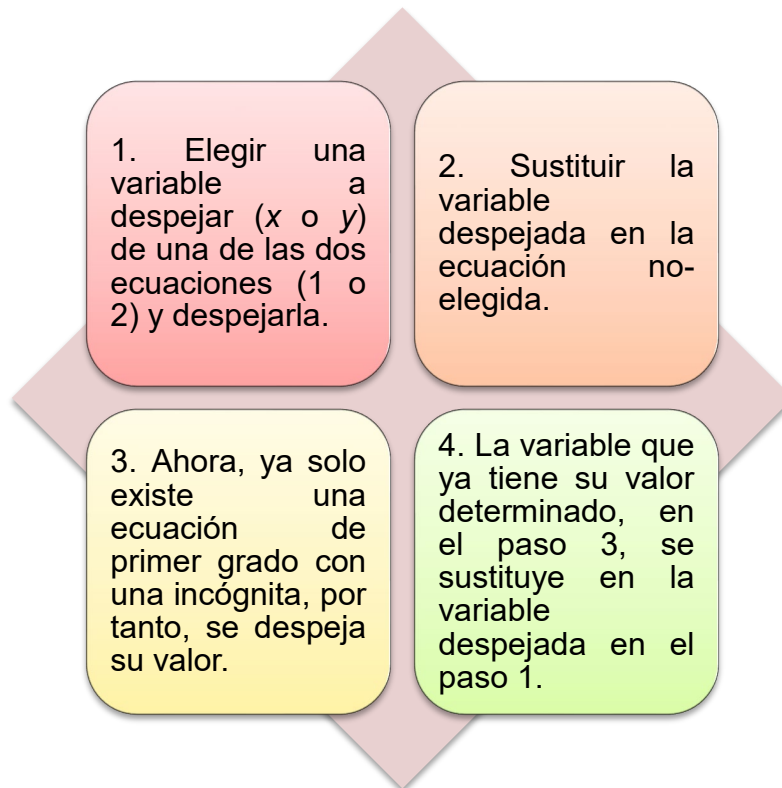 1. Elegir una
variable a
despejar (x o y)
de una de las dos
ecuaciones (1 o
2) y despejarla.
2. Sustituir la
variable
despejada en la
ecuación no-
elegida.
3. Ahora, ya solo
existe una
ecuación de
primer grado con
una incógnita, por
tanto, se despeja
su valor.
4. La variable que
ya tiene su valor
determinado, en
el paso 3, se
sustituye en la
variable
despejada en el
paso 1.